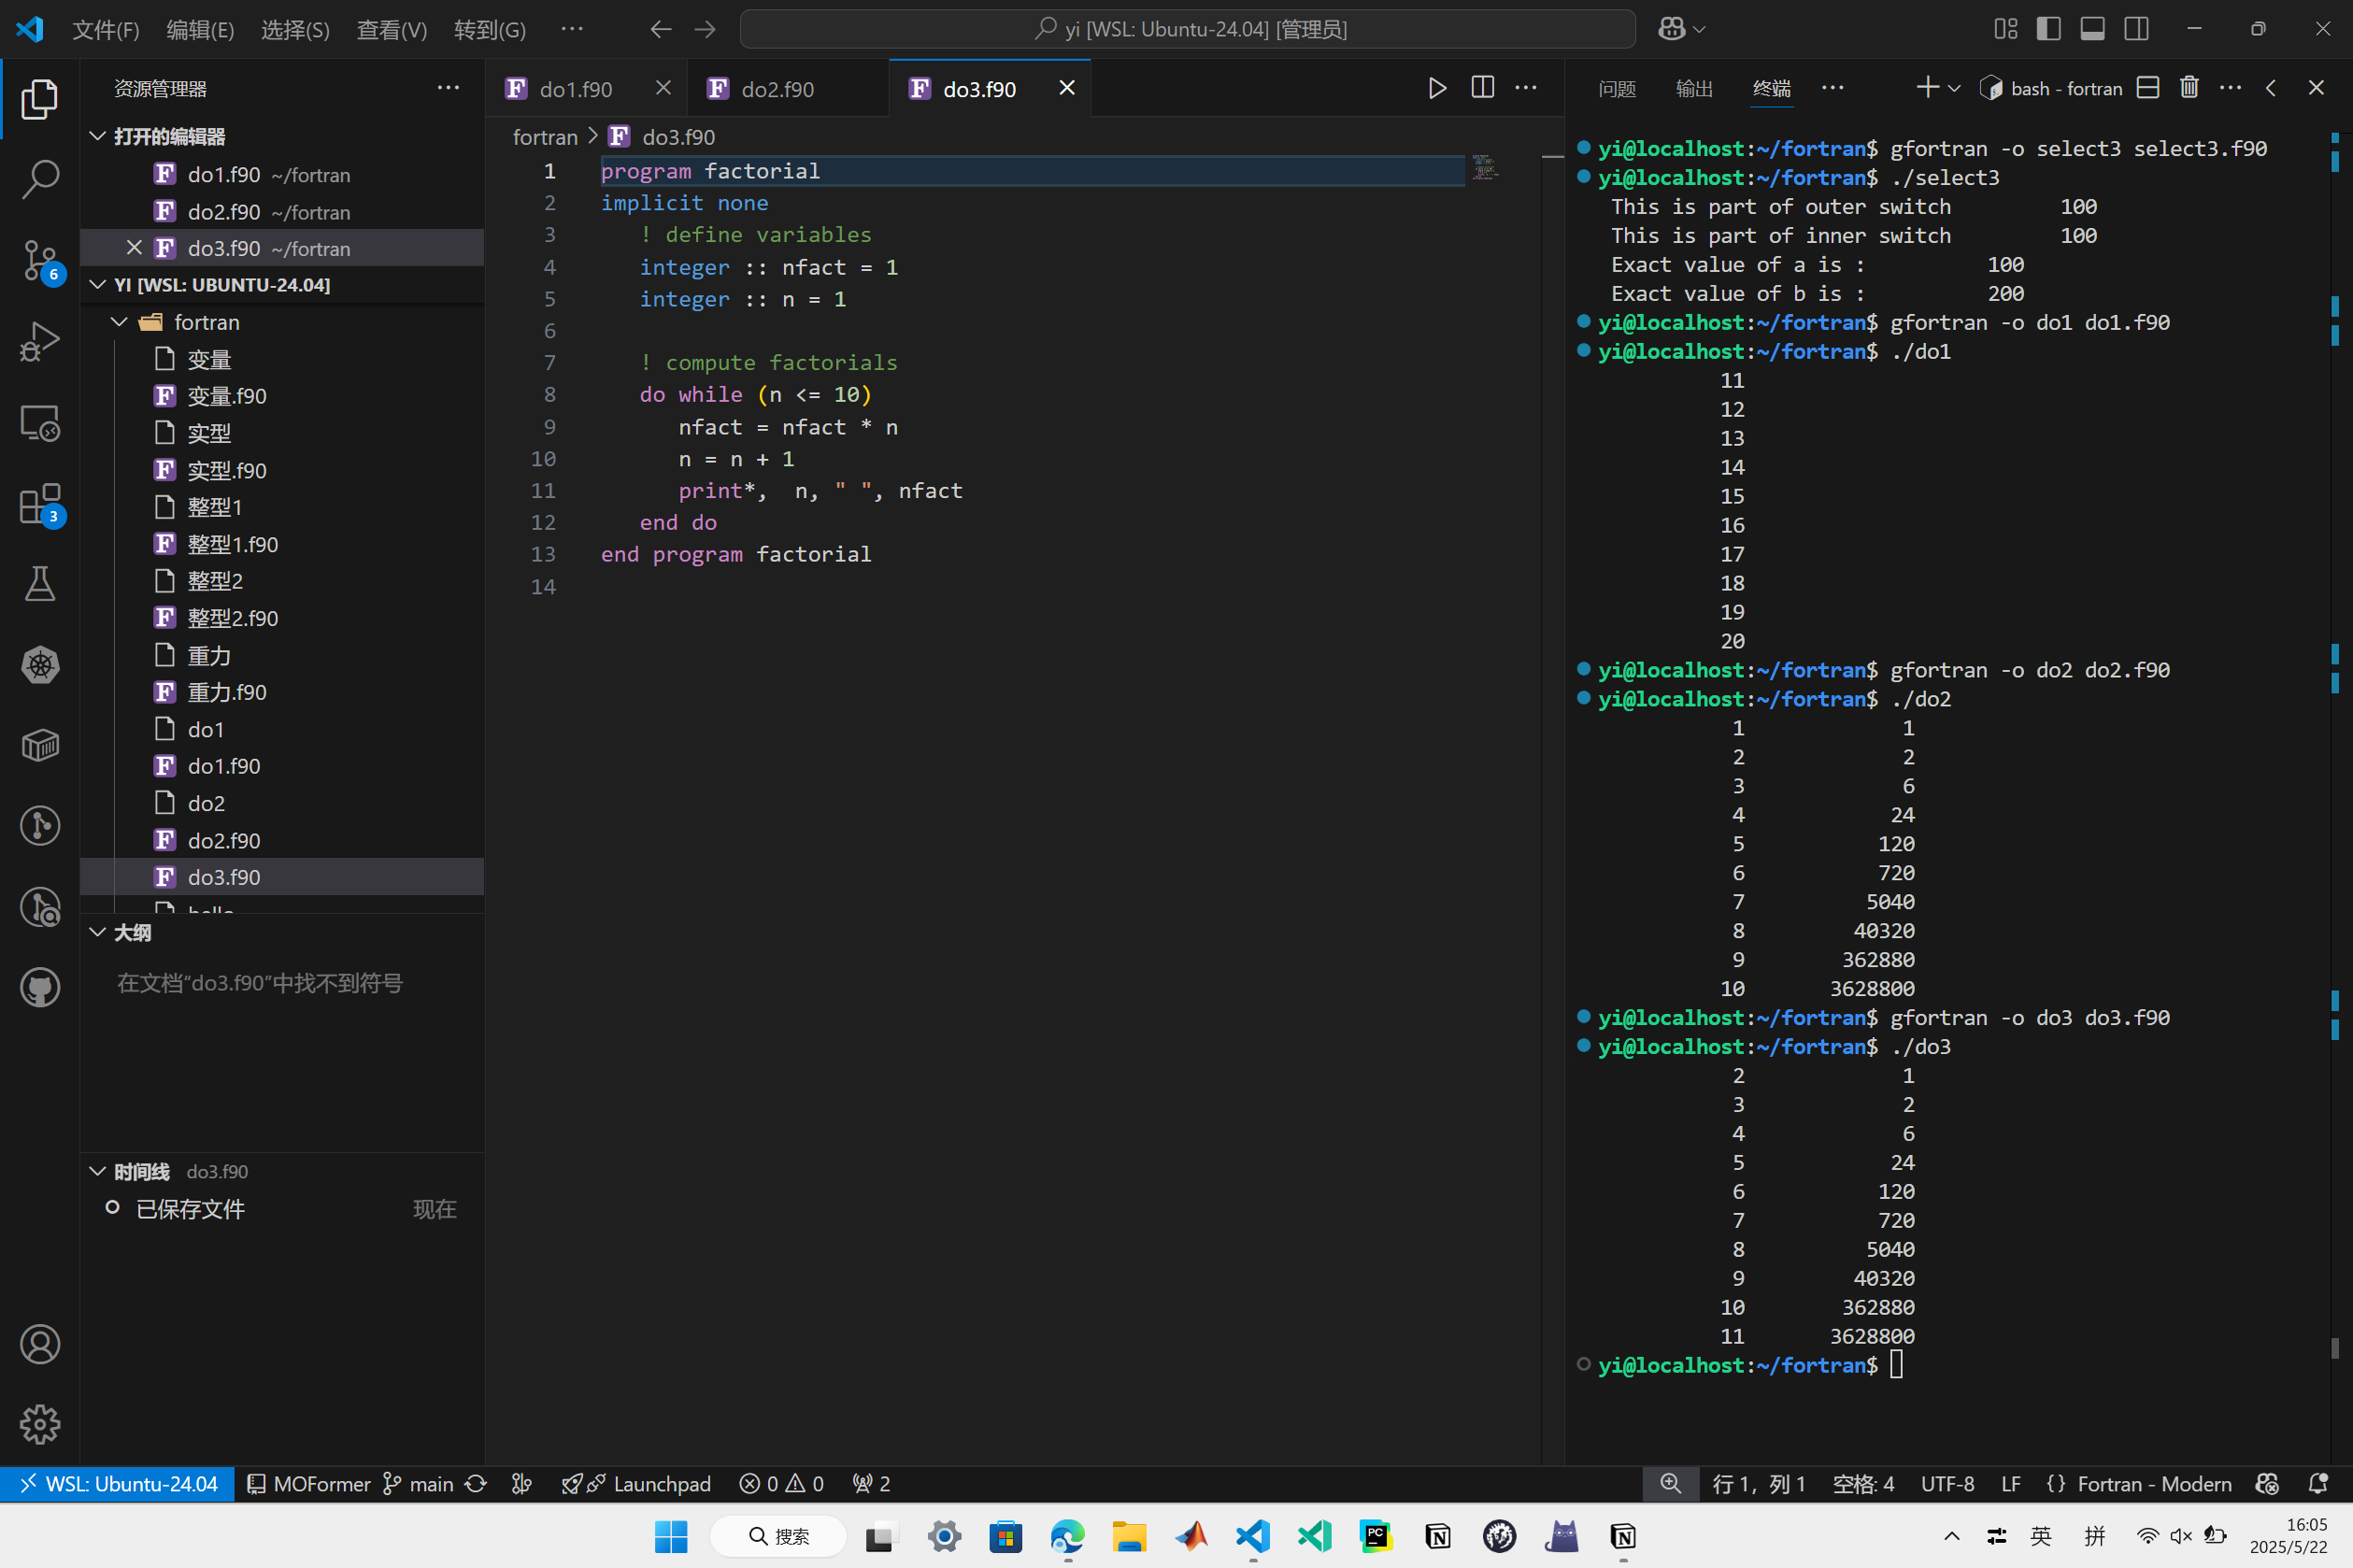 文件(F) 编辑(E) 选择(S) 查看(V) 转到(G) ··· yi [WSL: Ubuntu-24.04] [管理员]
资源管理器
打开的编辑器
do1.f90 ~/fortran
do2.f90 ~/fortran
do3.f90 ~/fortran
YI [WSL: UBUNTU-24.04]
fortran
变量
变量.f90
实型
实型.f90
整型1
整型1.f90
整型2
整型2.f90
重力
重力.f90
do1
do1.f90
do2
do2.f90
do3.f90
hello
大纲
在文档“do3.f90”中找不到符号
时间线 do3.f90
已保存文件 现在
6
3
do1.f90 do2.f90 do3.f90
fortran > do3.f90
1 program factorial
2 implicit none
3 ! define variables
4 integer :: nfact = 1
5 integer :: n = 1
6
7 ! compute factorials
8 do while (n <= 10)
9 nfact = nfact * n
10 n = n + 1
11 print*,  n, " ", nfact
12 end do
13 end program factorial
14
问题 输出 终端 ··· bash - fortran
yi@localhost:~/fortran$ gfortran -o select3 select3.f90
yi@localhost:~/fortran$ ./select3
This is part of outer switch 100
This is part of inner switch 100
Exact value of a is : 100
Exact value of b is : 200
yi@localhost:~/fortran$ gfortran -o do1 do1.f90
yi@localhost:~/fortran$ ./do1
11
12
13
14
15
16
17
18
19
20
yi@localhost:~/fortran$ gfortran -o do2 do2.f90
yi@localhost:~/fortran$ ./do2
1 1
2 2
3 6
4 24
5 120
6 720
7 5040
8 40320
9 362880
10 3628800
yi@localhost:~/fortran$ gfortran -o do3 do3.f90
yi@localhost:~/fortran$ ./do3
2 1
3 2
4 6
5 24
6 120
7 720
8 5040
9 40320
10 362880
11 3628800
yi@localhost:~/fortran$
WSL: Ubuntu-24.04 MOFormer main Launchpad 0 0 2 行 1，列 1 空格: 4 UTF-8 LF {} Fortran - Modern
搜索 PC 英 拼 16:05
2025/5/22